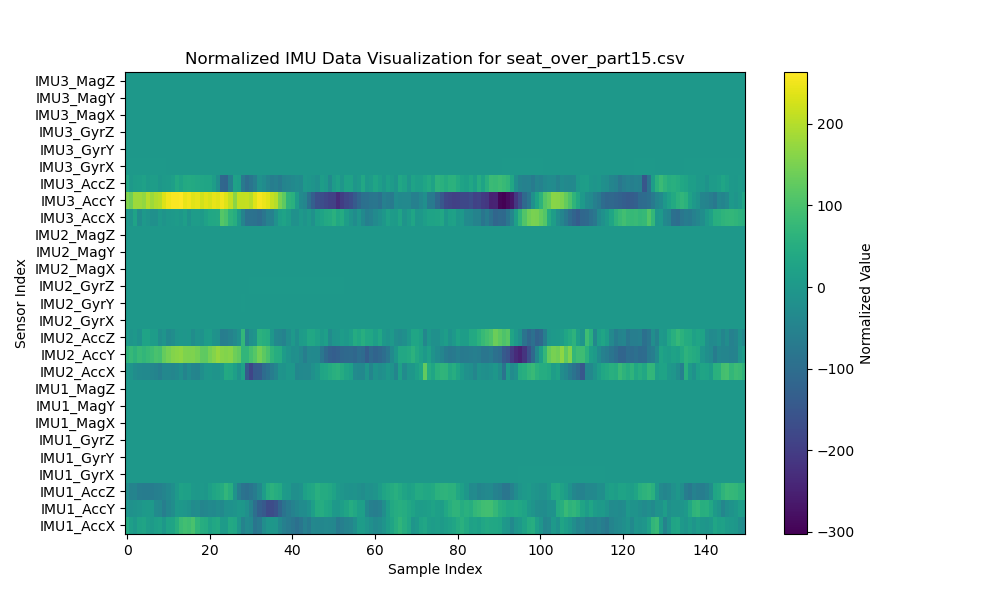 Normalized IMU Data Visualization for seat_over_part15.csv
IMU3_MagZ
IMU3_MagY
IMU3_MagX
IMU3_GyrZ
IMU3_GyrY
IMU3_GyrX
IMU3_AccZ
IMU3_AccY
IMU3_AccX
IMU2_MagZ
IMU2_MagY
IMU2_MagX
IMU2_GyrZ
IMU2_GyrY
IMU2_GyrX
IMU2_AccZ
IMU2_AccY
IMU2_AccX
IMU1_MagZ
IMU1_MagY
IMU1_MagX
IMU1_GyrZ
IMU1_GyrY
IMU1_GyrX
IMU1_AccZ
IMU1_AccY
IMU1_AccX
Sensor Index
0 20 40 60 80 100 120 140
Sample Index
200
100
0
−100
−200
−300
Normalized Value